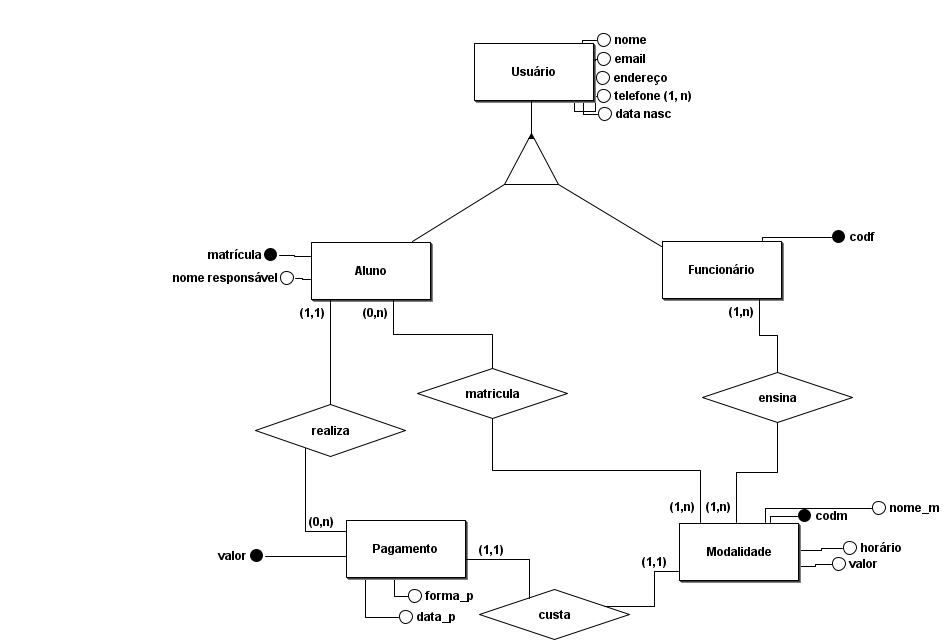 nome
Usuário
email
endereço
telefone (1, n)
data nasc
codf
matrícula
Aluno
Funcionário
nome responsável
(1,1)
(0,n)
(1,n)
matricula
ensina
realiza
(1,n)
(1,n)
nome_m
codm
(0,n)
Pagamento
(1,1)
Modalidade
horário
valor
(1,1)
valor
forma_p
data_p
custa